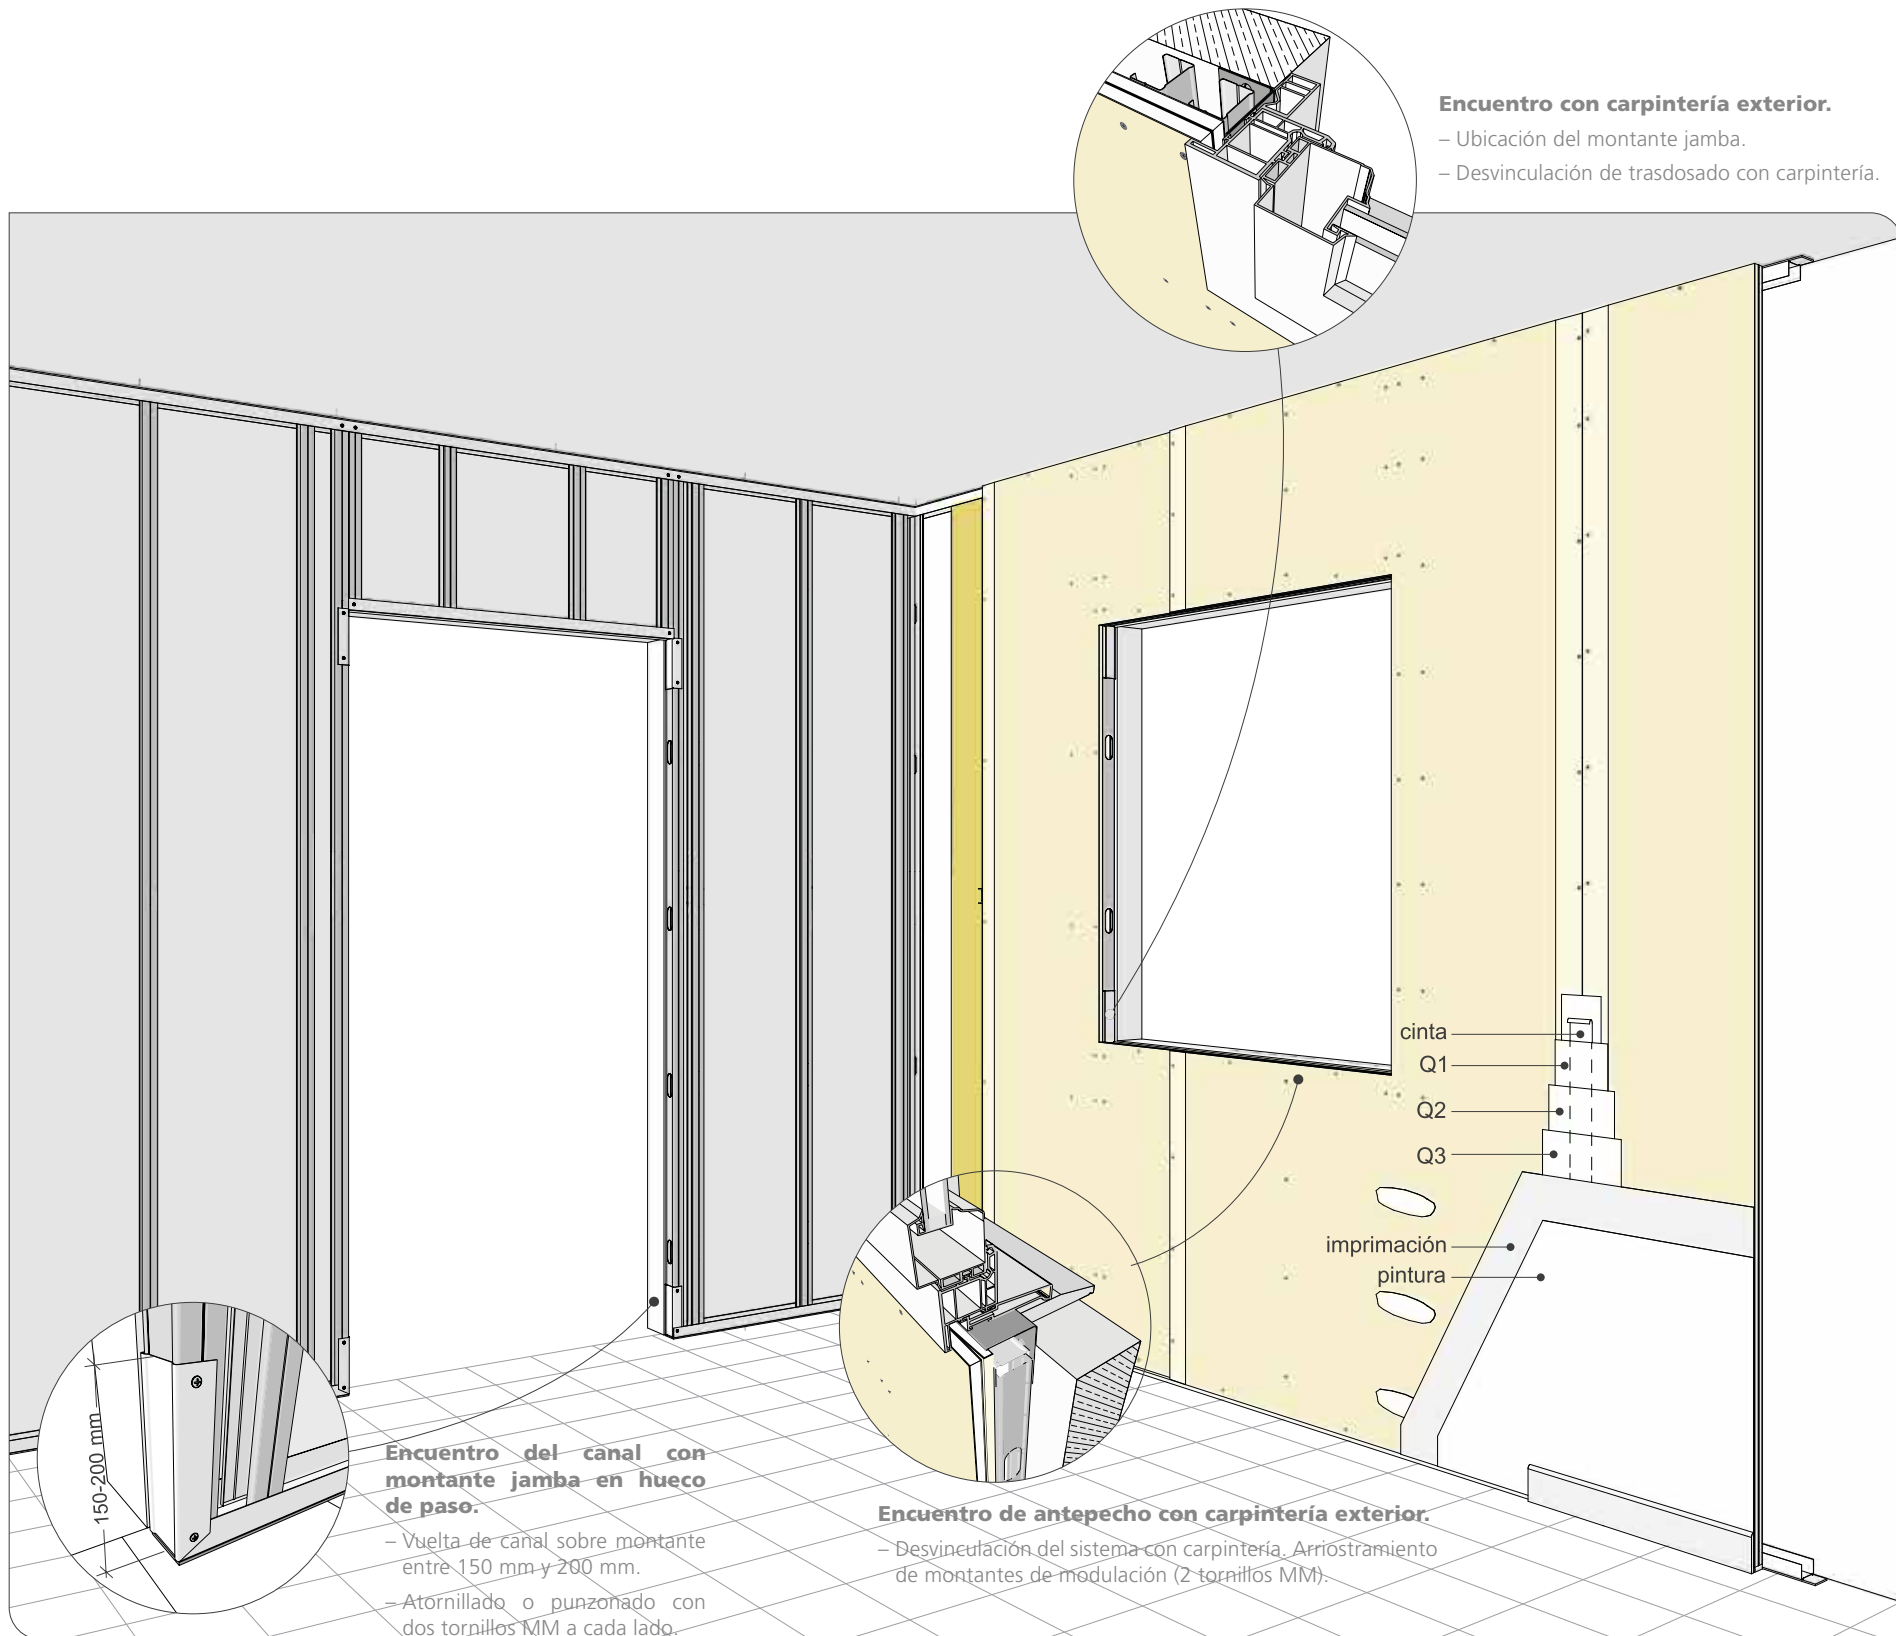 Encuentro con carpintería exterior.
– Ubicación del montante jamba.
– Desvinculación de trasdosado con carpintería.
cinta
Q1
Q2
Q3
imprimación
pintura
150-200 mm
Encuentro del canal con
montante jamba en hueco
de paso.
– Vuelta de canal sobre montante
entre 150 mm y 200 mm.
– Atornillado o punzonado con
dos tornillos MM a cada lado.
Encuentro de antepecho con carpintería exterior.
– Desvinculación del sistema con carpintería. Arriostramiento
de montantes de modulación (2 tornillos MM).